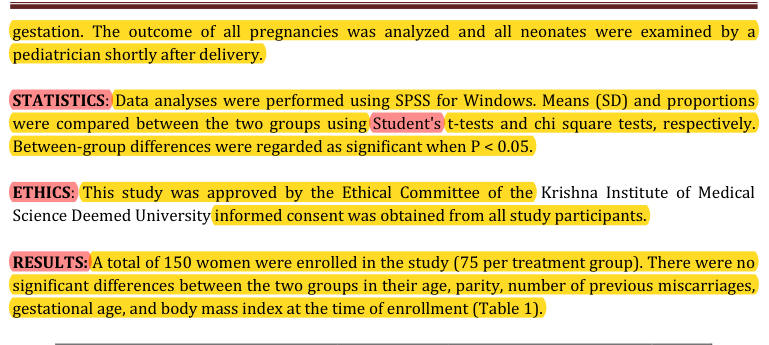 gestation. The outcome of all pregnancies was analyzed and all neonates were examined by a
pediatrician shortly after delivery.
STATISTICS: Data analyses were performed using SPSS for Windows. Means (SD) and proportions
were compared between the two groups using Student's t-tests and chi square tests, respectively.
Between-group differences were regarded as significant when P < 0.05.
ETHICS: This study was approved by the Ethical Committee of the Krishna Institute of Medical
Science Deemed University informed consent was obtained from all study participants.
RESULTS: A total of 150 women were enrolled in the study (75 per treatment group). There were no
significant differences between the two groups in their age, parity, number of previous miscarriages,
gestational age, and body mass index at the time of enrollment (Table 1).